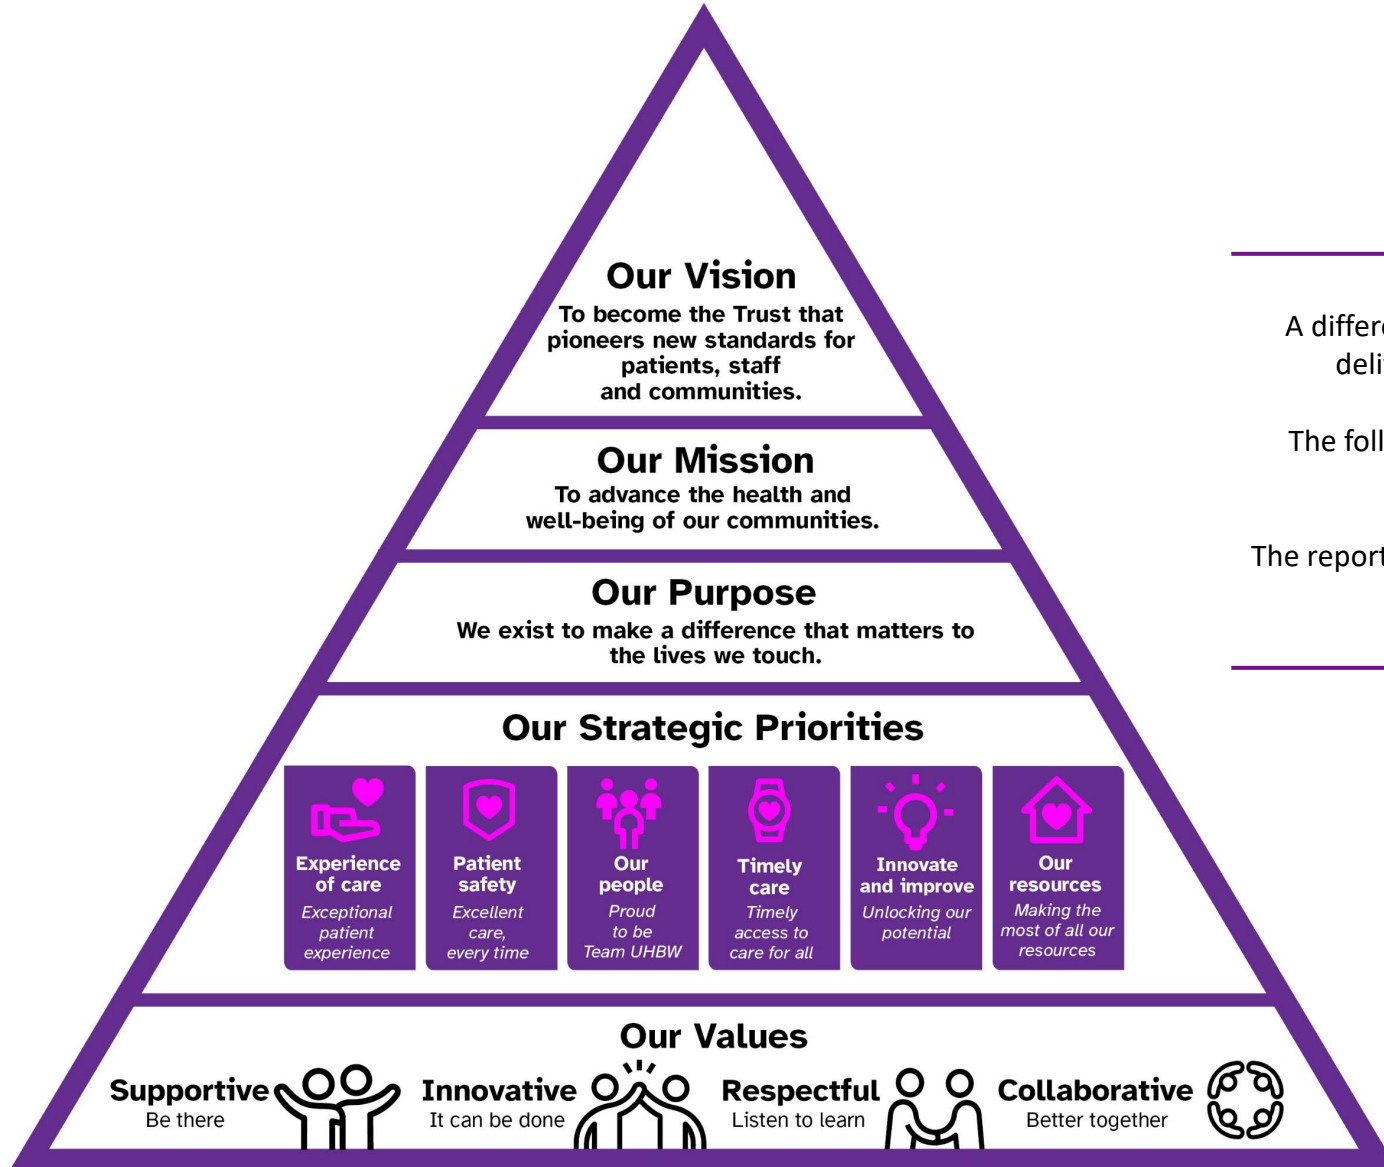 Our Vision
To become the Trust that
pioneers new standards for
patients, staff
and communities.
Our Mission
To advance the health and
well-being of our communities.
Our Purpose
We exist to make a difference that matters to
the lives we touch.
Our Strategic Priorities
Experience
of care
Exceptional
patient
experience
Patient
safety
Excellent
care,
every time
Our
people
Proud
to be
Team UHBW
Timely
care
Timely
access to
care for all
Innovate
and improve
Unlocking our
potential
Our
resources
Making the
most of all our
resources
Our Values
Supportive
Be there
Innovative
It can be done
Respectful
Listen to learn
Collaborative
Better together
A
The
The report